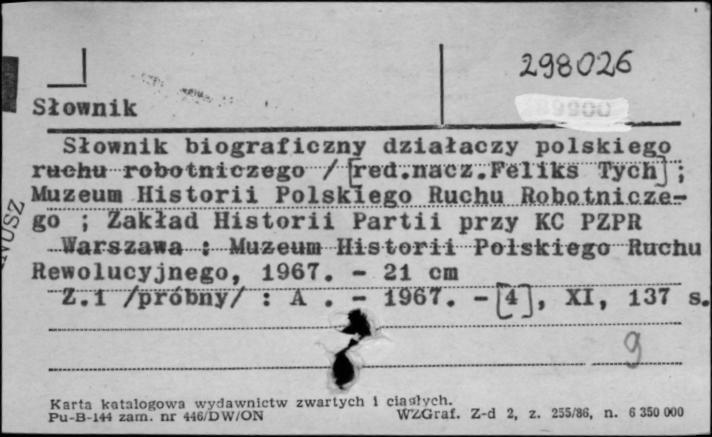 298026
Słownik
Słownik biograficzny działaczy polskiego
ruchu robotniczego / [red.nacz.Feliks Tych] ;
Muzeum Historii Polskiego Ruchu Robotnicze-
go ; Zakład Historii Partii przy KC PZPR
Warszawa : Muzeum Historii Polskiego Ruchu
Rewolucyjnego, 1967. - 21 cm
Z.1 /próbny/ : A . - 1967. - [4], XI, 137 s.
9
Karta katalogowa wydawnictw zwartych i ciągłych.
Pu-B-144 zam. nr 446/DW/ON WZGraf. Z-d 2, z. 255/86, n. 6 350 000